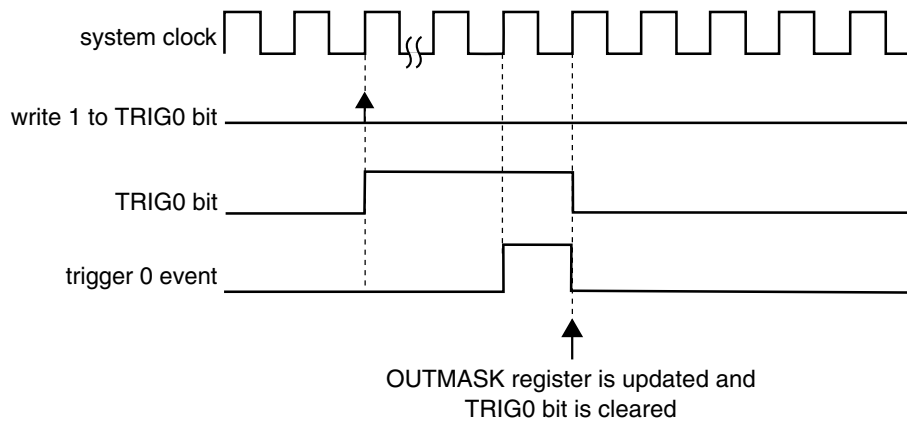 system clock
write 1 to TRIG0 bit
TRIG0 bit
trigger 0 event
OUTMASK register is updated and
TRIG0 bit is cleared